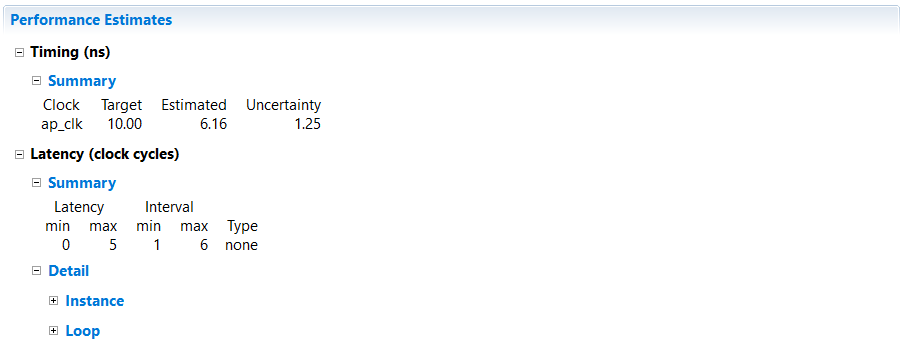 Performance Estimates
Timing (ns)
Summary
Clock Target Estimated Uncertainty
ap_clk 10.00 6.16 1.25
Latency (clock cycles)
Summary
Latency Interval
min max min max Type
0 5 1 6 none
Detail
Instance
Loop